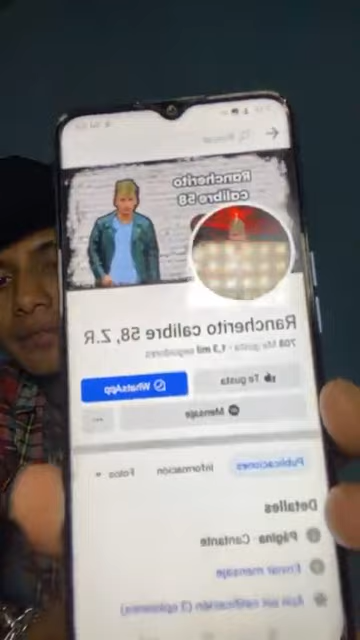 Buscar
Rancherito
calibre 58
Rancherito calibre 58, Z.R
708 Me gusta · 1,3 mil seguidores
Te gusta
WhatsApp
Mensaje
Publicaciones
Información
Fotos
Detalles
Página · Cantante
Enviar mensaje
Aún sin calificación (3 opiniones)